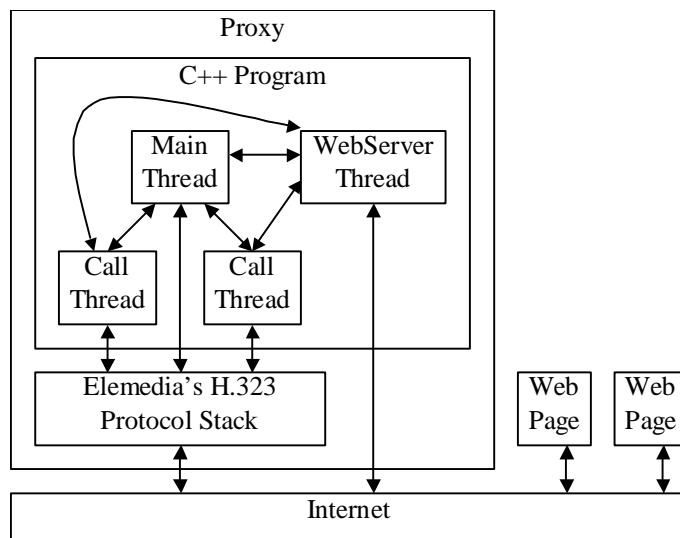 Proxy
C++ Program
Main
Thread
WebServer
Thread
Call
Thread
Call
Thread
Elemedia's H.323
Protocol Stack
Web
Page
Web
Page
Internet